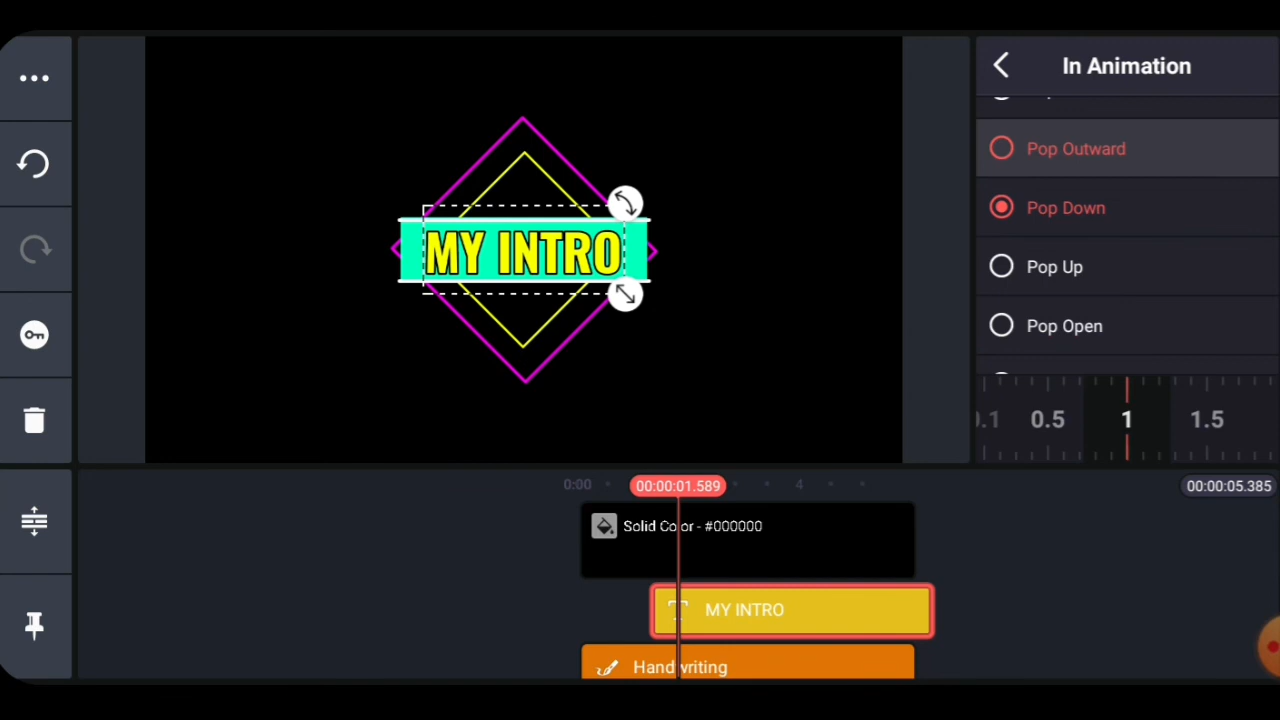 In Animation
Pop Outward
Pop Down
MY INTRO
Pop Up
Pop Open
0.5
1
1.5
0:00
00:00:01.589
4
00:00:05.385
Solid Color - #000000
MY INTRO
Handwriting